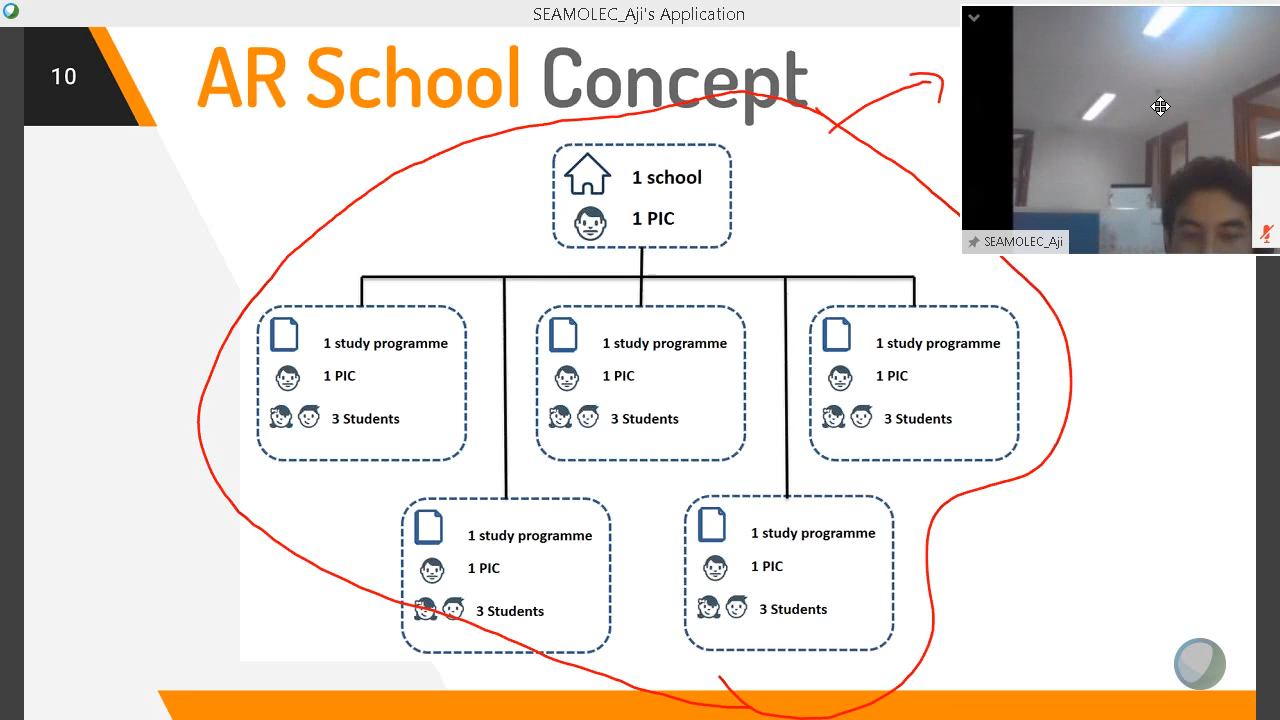 SEAMOLEC_Aji's Application
10
AR School Concept
SEAMOLEC_Aji
1 school
1 PIC
1 study programme
1 PIC
3 Students
1 study programme
1 PIC
3 Students
1 study programme
1 PIC
3 Students
1 study programme
1 PIC
3 Students
1 study programme
1 PIC
3 Students